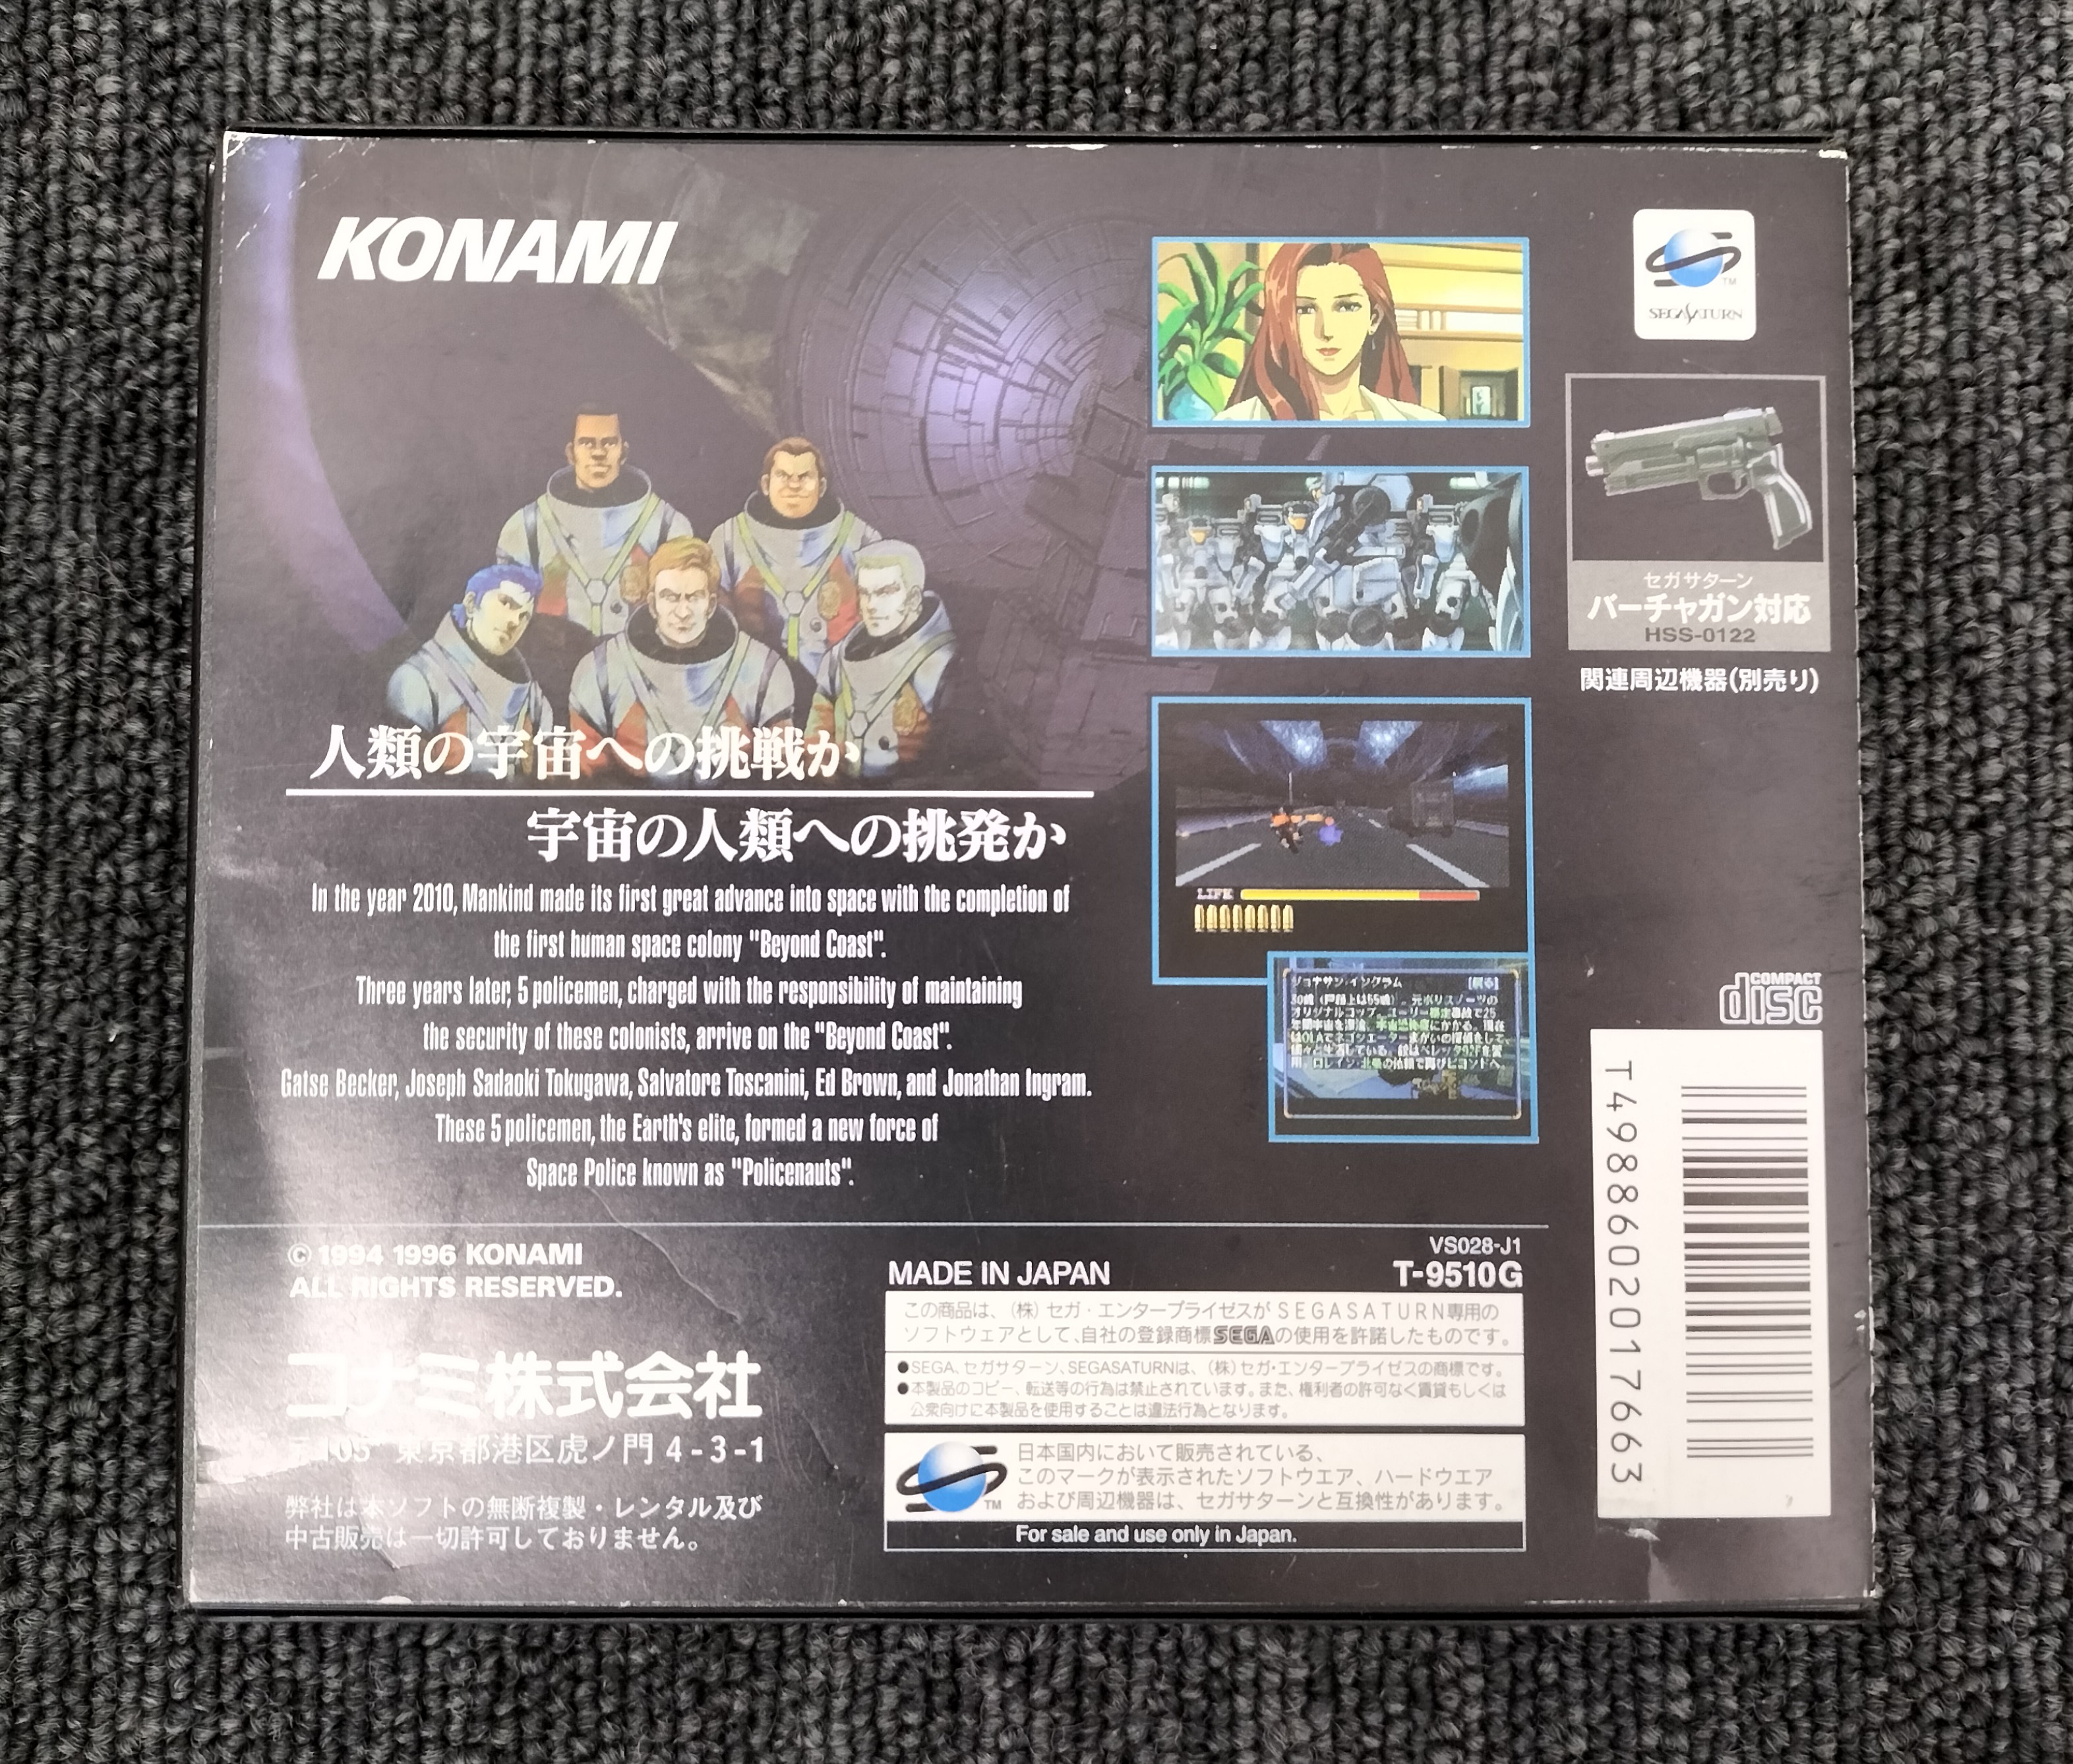 KONAMI
SEGA SATURN
TM
セガサターン
バーチャガン対応
HSS-0122
関連周辺機器(別売り)
人類の宇宙への挑戦か
宇宙の人類への挑発か
In the year 2010, Mankind made its first great advance into space with the completion of
the first human space colony "Beyond Coast".
Three years later, 5 policemen, charged with the responsibility of maintaining
the security of these colonists, arrive on the "Beyond Coast".
Gatse Becker, Joseph Sadaoki Tokugawa, Salvatore Toscanini, Ed Brown, and Jonathan Ingram.
These 5 policemen, the Earth's elite, formed a new force of
Space Police known as "Policenauts".
LIFE
ジョナサン・イングラム [戻る]
COMPACT
disc
T4988602017663
© 1994 1996 KONAMI
ALL RIGHTS RESERVED.
コナミ株式会社
〒105 東京都港区虎ノ門 4-3-1
弊社は本ソフトの無断複製・レンタル及び
中古販売は一切許可しておりません。
VS028-J1
MADE IN JAPAN T-9510G
この商品は、(株)セガ・エンタープライゼスがSEGASATURN専用の
ソフトウェアとして、自社の登録商標SEGAの使用を許諾したものです。
●SEGA、セガサターン、SEGASATURNは、(株)セガ・エンタープライゼスの商標です。
●本製品のコピー、転送等の行為は禁止されています。また、権利者の許可なく賃貸もしくは
公衆向けに本製品を使用することは違法行為となります。
TM
日本国内において販売されている、
このマークが表示されたソフトウエア、ハードウエア
および周辺機器は、セガサターンと互換性があります。
For sale and use only in Japan.